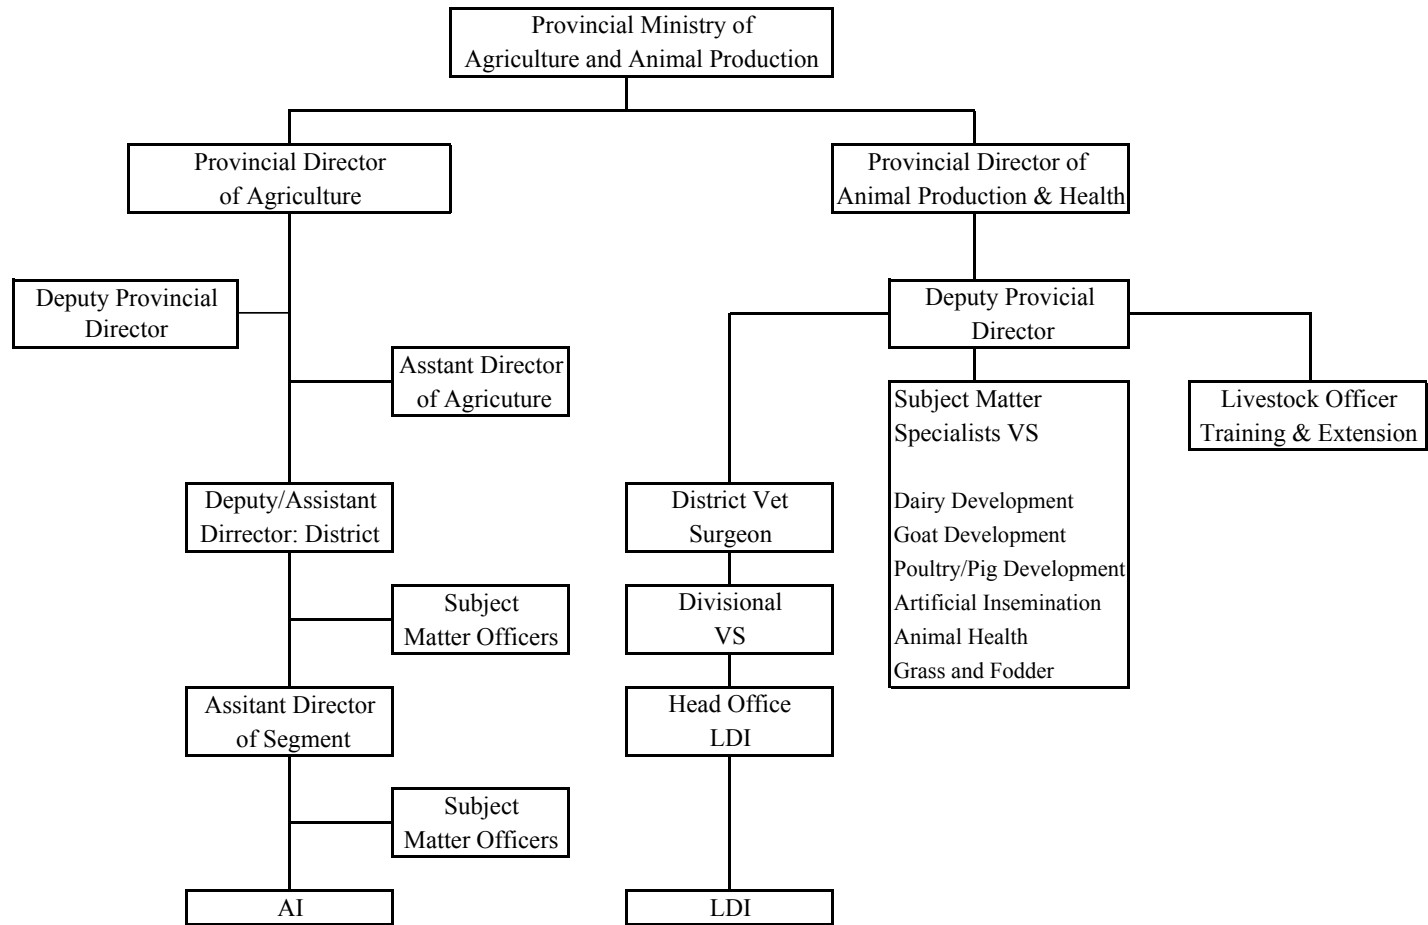 Provincial Ministry of
Agriculture and Animal Production
Provincial Director
of Agriculture
Provincial Director of
Animal Production & Health
Deputy Provincial
Director
Deputy Provicial
Director
Asstant Director
of Agricuture
Subject Matter
Specialists VS
Dairy Development
Goat Development
Poultry/Pig Development
Artificial Insemination
Animal Health
Grass and Fodder
Livestock Officer
Training & Extension
Deputy/Assistant
Dirrector: District
District Vet
Surgeon
Subject
Matter Officers
Divisional
VS
Assitant Director
of Segment
Head Office
LDI
Subject
Matter Officers
AI
LDI